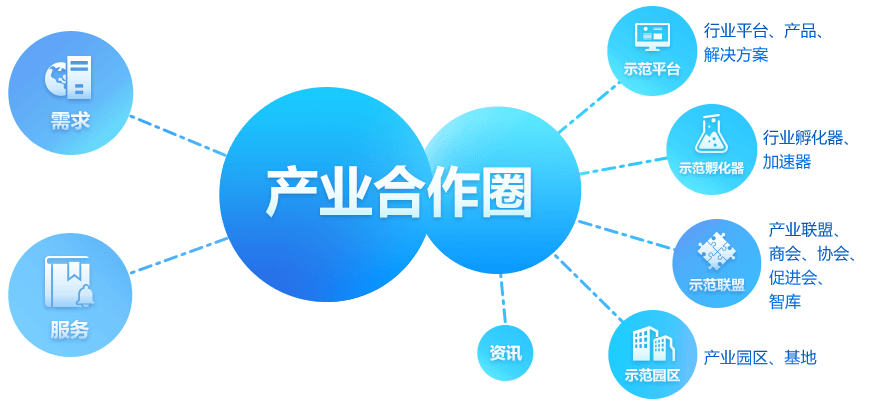 需求
服务
产业合作圈
资讯
示范平台
行业平台、产品、
解决方案
示范孵化器
行业孵化器、
加速器
示范联盟
产业联盟、
商会、协会、
促进会、
智库
示范园区
产业园区、基地